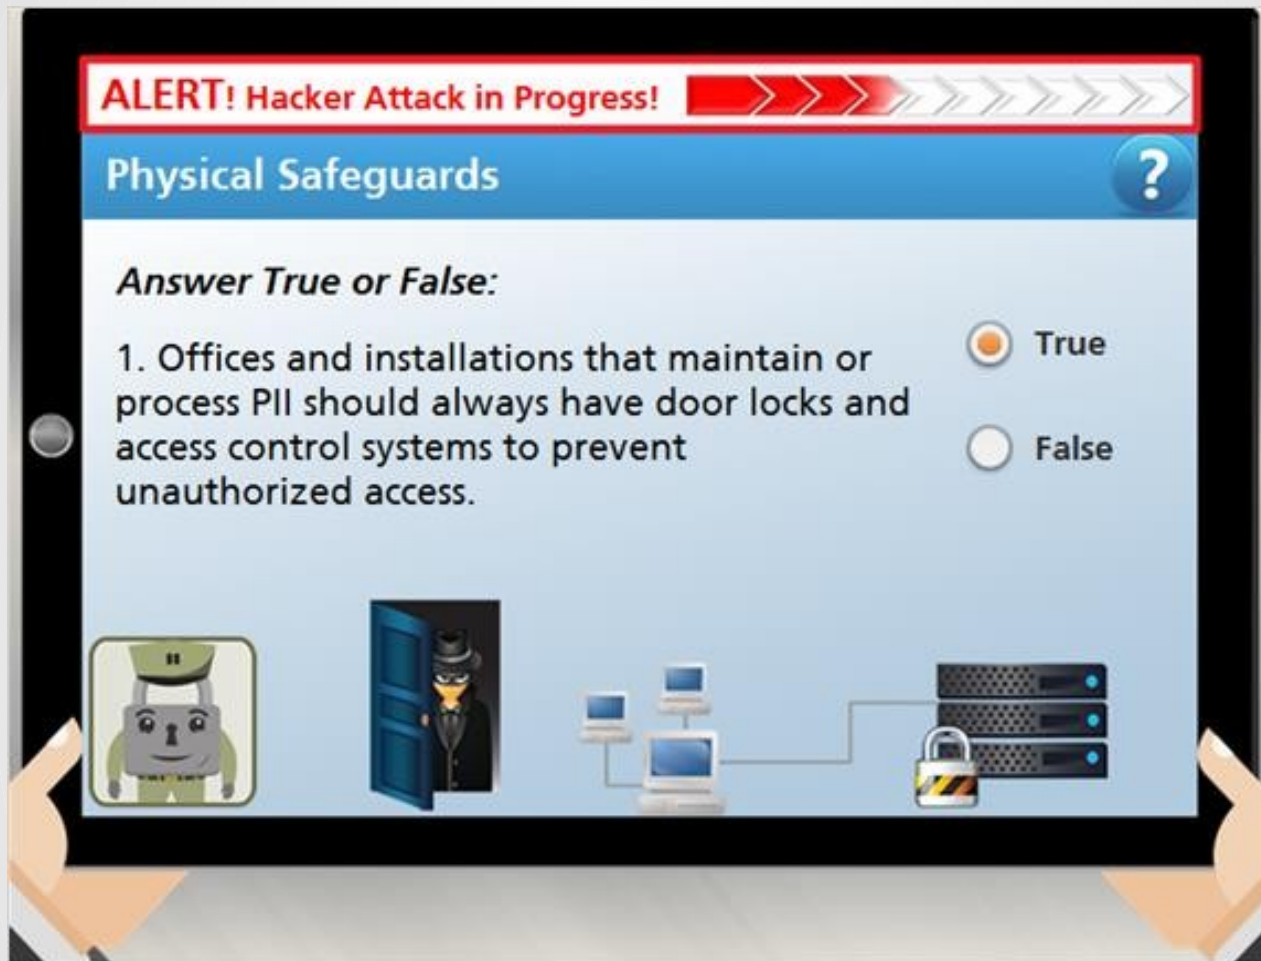 ALERT! Hacker Attack in Progress!
Physical Safeguards
?
Answer True or False:
1. Offices and installations that maintain or
process PII should always have door locks and
access control systems to prevent
unauthorized access.
True
False